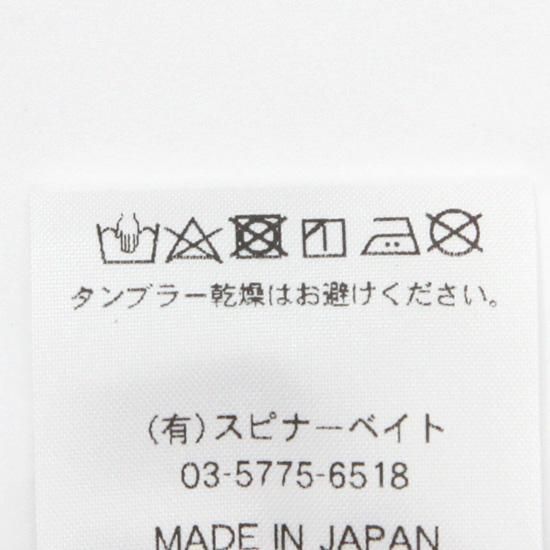 タンブラー乾燥はお避けください。
(有)スピナーベイト
03-5775-6518
MADE IN JAPAN